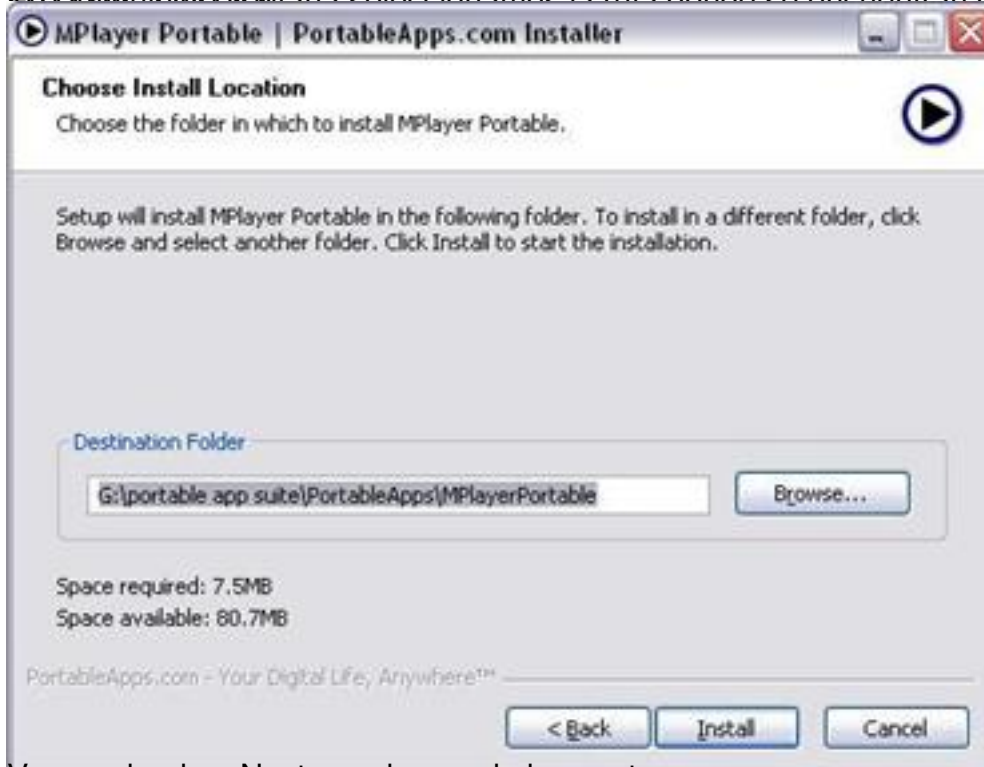 MPlayer Portable | PortableApps.com Installer
Choose Install Location
Choose the folder in which to install MPlayer Portable.
Setup will install MPlayer Portable in the following folder. To install in a different folder, click
Browse and select another folder. Click Install to start the installation.
Destination Folder
G:\portable app suite\PortableApps\MPlayerPortable
Browse...
Space required: 7.5MB
Space available: 80.7MB
PortableApps.com - Your Digital Life, Anywhere™
< Back
Install
Cancel